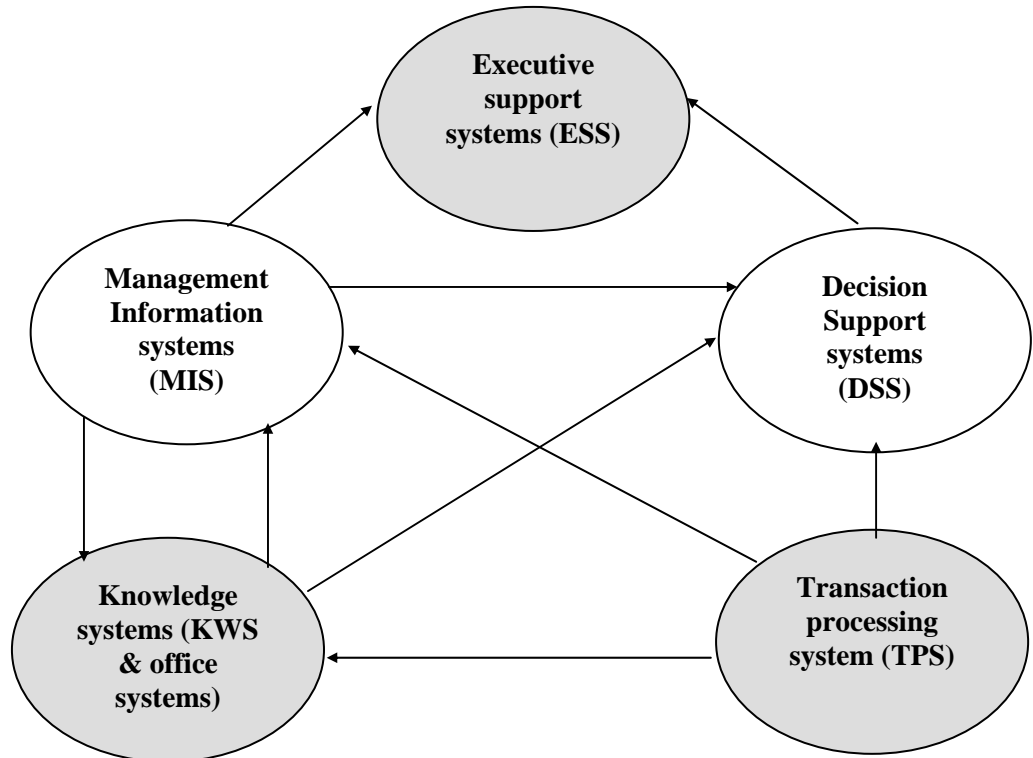 Executive
support
systems (ESS)
Management
Information
systems
(MIS)
Decision
Support
systems
(DSS)
Knowledge
systems (KWS
& office
systems)
Transaction
processing
system (TPS)